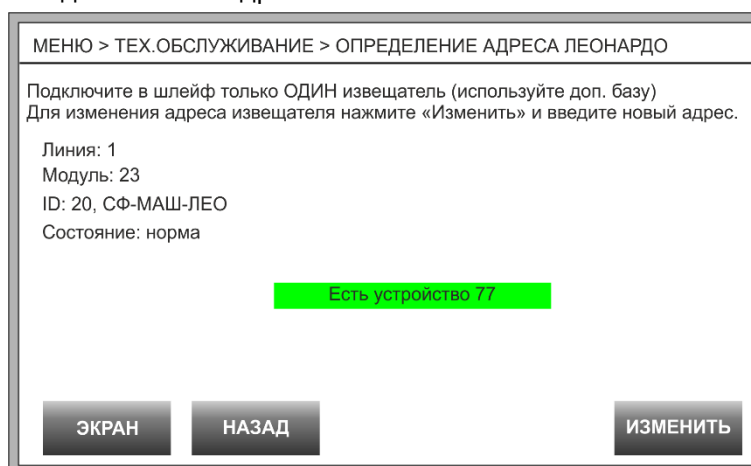 МЕНЮ > ТЕХ.ОБСЛУЖИВАНИЕ > ОПРЕДЕЛЕНИЕ АДРЕСА ЛЕОНАРДО
Подключите в шлейф только ОДИН извещатель (используйте доп. базу)
Для изменения адреса извещателя нажмите «Изменить» и введите новый адрес.
Линия: 1
Модуль: 23
ID: 20, СФ-МАШ-ЛЕО
Состояние: норма
Есть устройство 77
ЭКРАН НАЗАД ИЗМЕНИТЬ